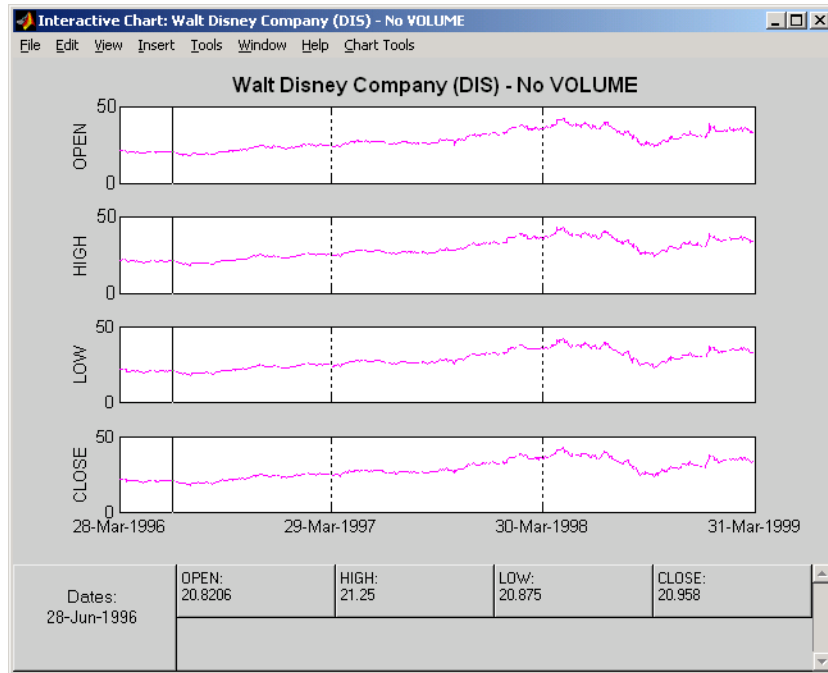 Interactive Chart: Walt Disney Company (DIS) - No VOLUME
File Edit View Insert Tools Window Help Chart Tools
Walt Disney Company (DIS) - No VOLUME
50
OPEN
0
50
HIGH
0
50
LOW
0
50
CLOSE
0
28-Mar-1996 29-Mar-1997 30-Mar-1998 31-Mar-1999
Dates:
28-Jun-1996
OPEN: HIGH: LOW: CLOSE:
20.8206 21.25 20.875 20.958